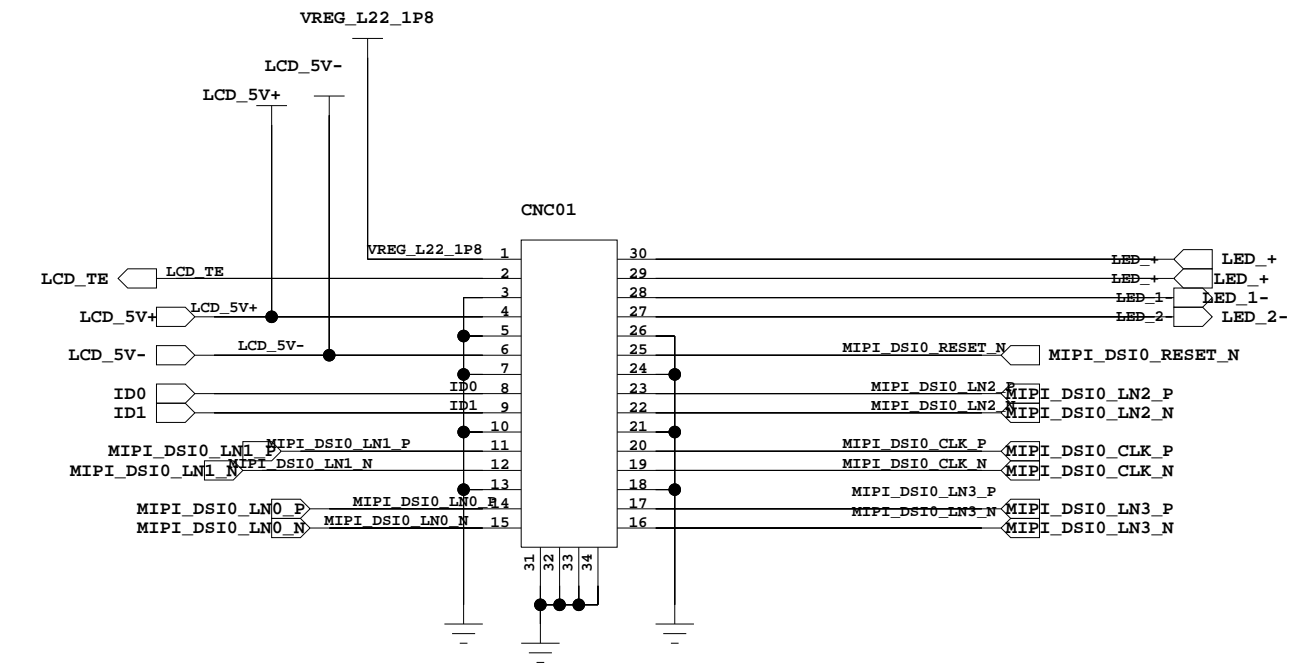 VREG_L22_1P8
LCD_5V-
LCD_5V+
CNC01
VREG_L22_1P8 1 30 LED_+ LED_+
LCD_TE LCD_TE 2 29 LED_+ LED_+
3 28 LED_1- LED_1-
LCD_5V+ LCD_5V+ 4 27 LED_2- LED_2-
5 26
LCD_5V- LCD_5V- 6 25 MIPI_DSI0_RESET_N MIPI_DSI0_RESET_N
7 24
ID0 ID0 8 23 MIPI_DSI0_LN2_P MIPI_DSI0_LN2_P
ID1 ID1 9 22 MIPI_DSI0_LN2_N MIPI_DSI0_LN2_N
10 21
MIPI_DSI0_LN1_P MIPI_DSI0_LN1_P 11 20 MIPI_DSI0_CLK_P MIPI_DSI0_CLK_P
MIPI_DSI0_LN1_N MIPI_DSI0_LN1_N 12 19 MIPI_DSI0_CLK_N MIPI_DSI0_CLK_N
13 18 MIPI_DSI0_LN3_P
MIPI_DSI0_LN0_P MIPI_DSI0_LN0_P 14 17 MIPI_DSI0_LN3_N MIPI_DSI0_LN3_P
MIPI_DSI0_LN0_N MIPI_DSI0_LN0_N 15 16 MIPI_DSI0_LN3_N
31 32 33 34